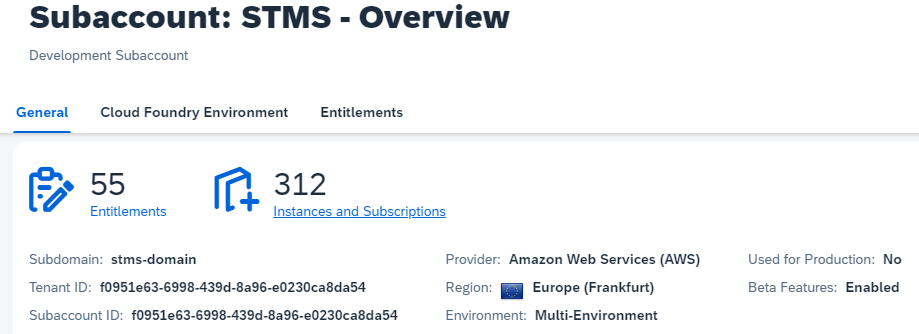 Subaccount: STMS - Overview
Development Subaccount
General Cloud Foundry Environment Entitlements
55 312
Entitlements Instances and Subscriptions
Subdomain: stms-domain Provider: Amazon Web Services (AWS) Used for Production: No
Tenant ID: f0951e63-6998-439d-8a96-e0230ca8da54 Region: Europe (Frankfurt) Beta Features: Enabled
Subaccount ID: f0951e63-6998-439d-8a96-e0230ca8da54 Environment: Multi-Environment